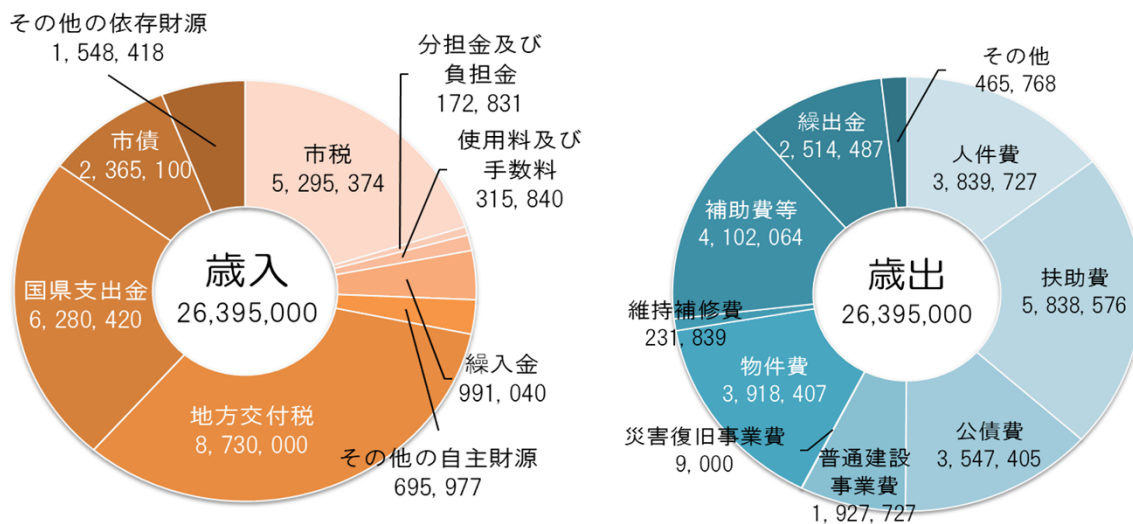 その他の依存財源
1, 548, 418
分担金及び
負担金
172, 831
使用料及び
手数料
315, 840
市債
2, 365, 100
市税
5, 295, 374
国県支出金
6, 280, 420
歳入
26,395,000
繰入金
991, 040
地方交付税
8, 730, 000
その他の自主財源
695, 977
その他
465, 768
繰出金
2, 514, 487
人件費
3, 839, 727
補助費等
4, 102, 064
歳出
26,395,000
扶助費
5, 838, 576
維持補修費
231, 839
物件費
3, 918, 407
災害復旧事業費
9, 000
普通建設
事業費
1, 927, 727
公債費
3, 547, 405